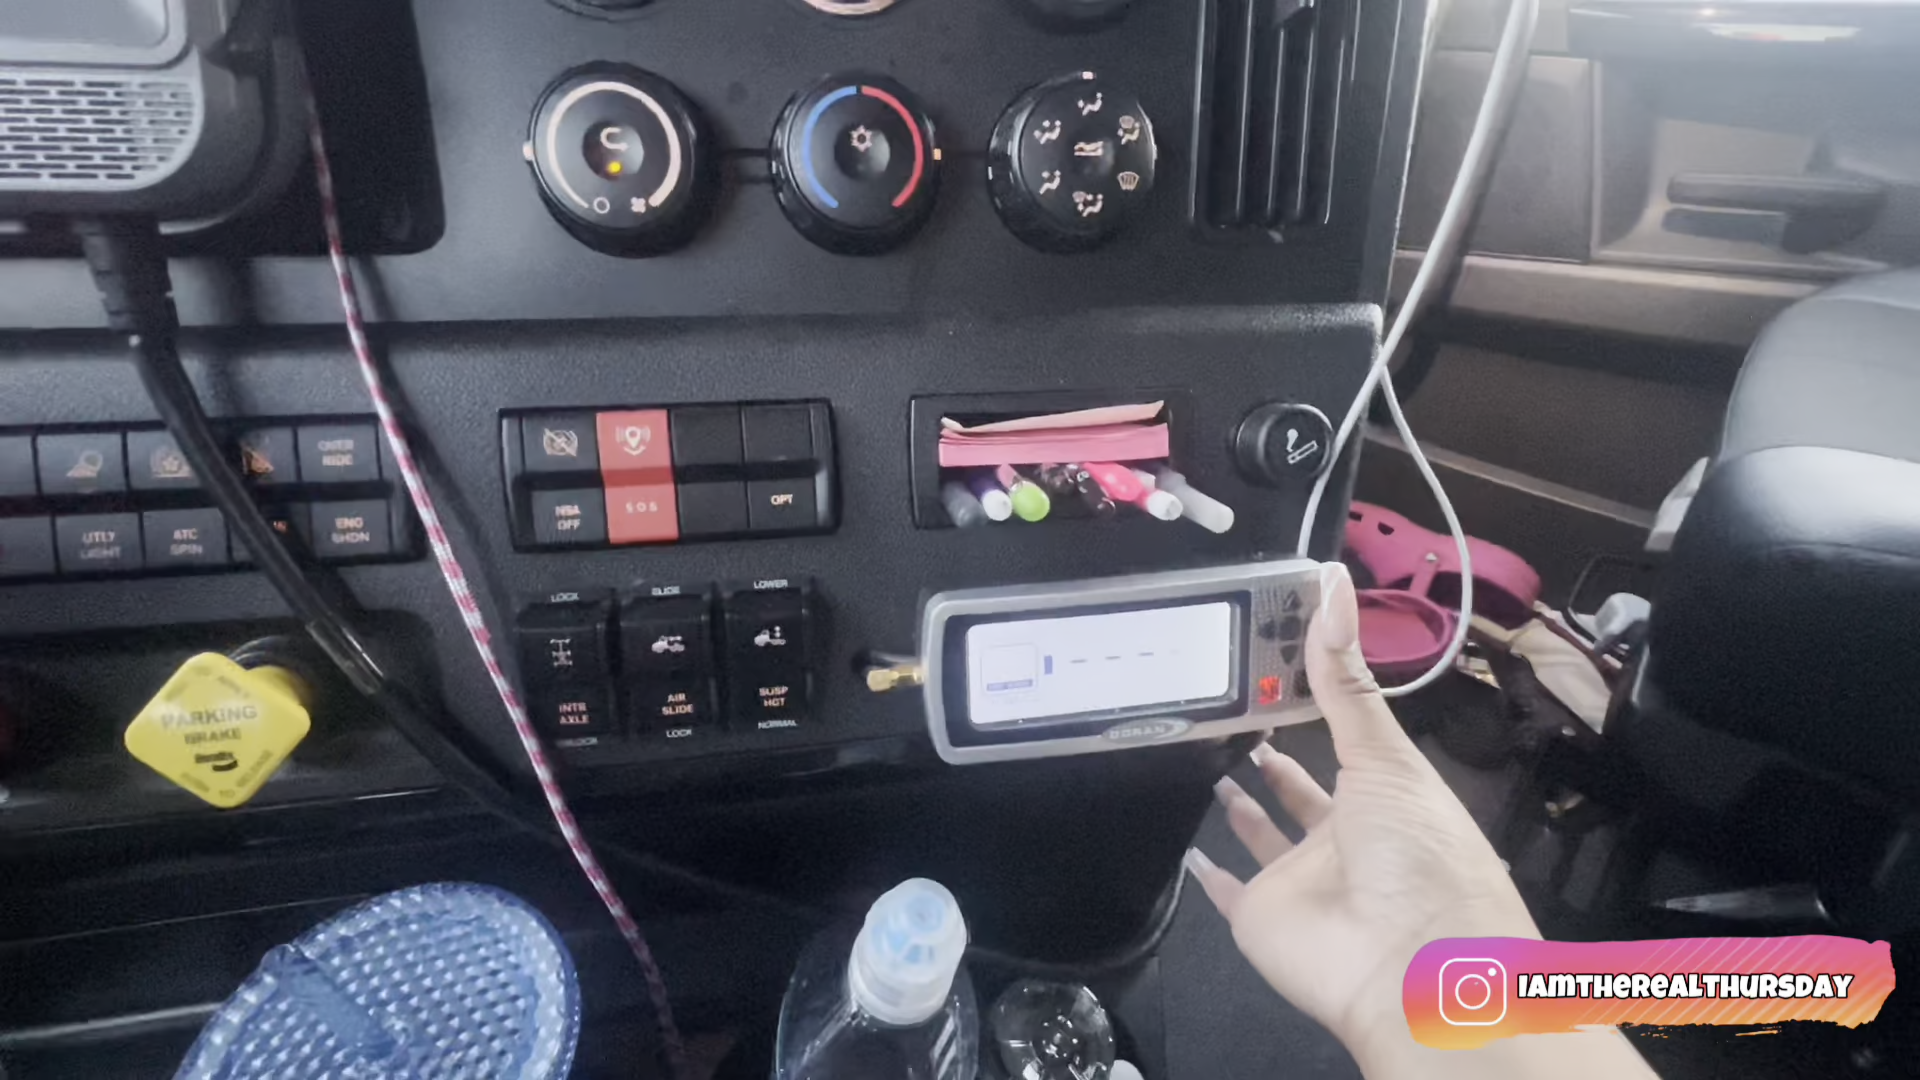 OVER
RIDE
UTLY
LIGHT
ATC
SPIN
ENG
SHDN
NSA
OFF
SOS
OPT
LOCK
SLIDE
LOWER
INTR
AXLE
AIR
SLIDE
SUSP
HGT
UNLOCK
LOCK
NORMAL
PARKING
BRAKE
DORAN
IAMTHEREALTHURSDAY